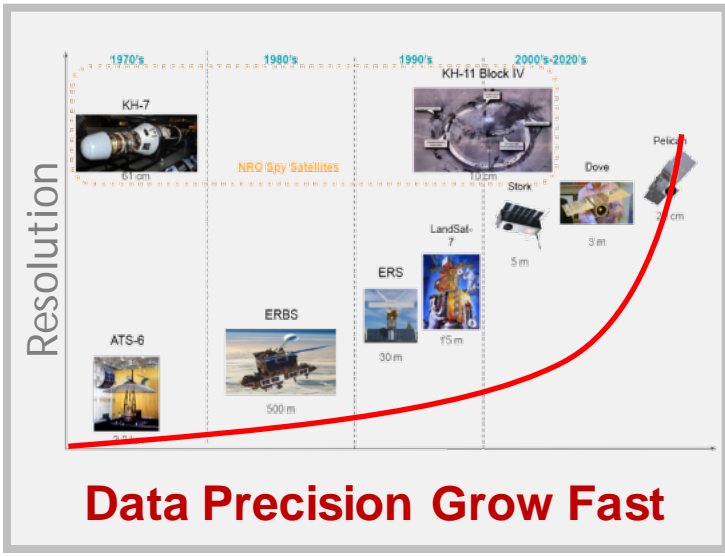 1970's
1980's
1990's
2000's-2020's
KH-11 Block IV
KH-7
Pelican
NRO Spy Satellites
61 cm
10 cm
Dove
Stork
cm
LandSat-
7
3 m
5 m
ERS
ERBS
ATS-6
15 m
30 m
500 m
Resolution
Data Precision Grow Fast